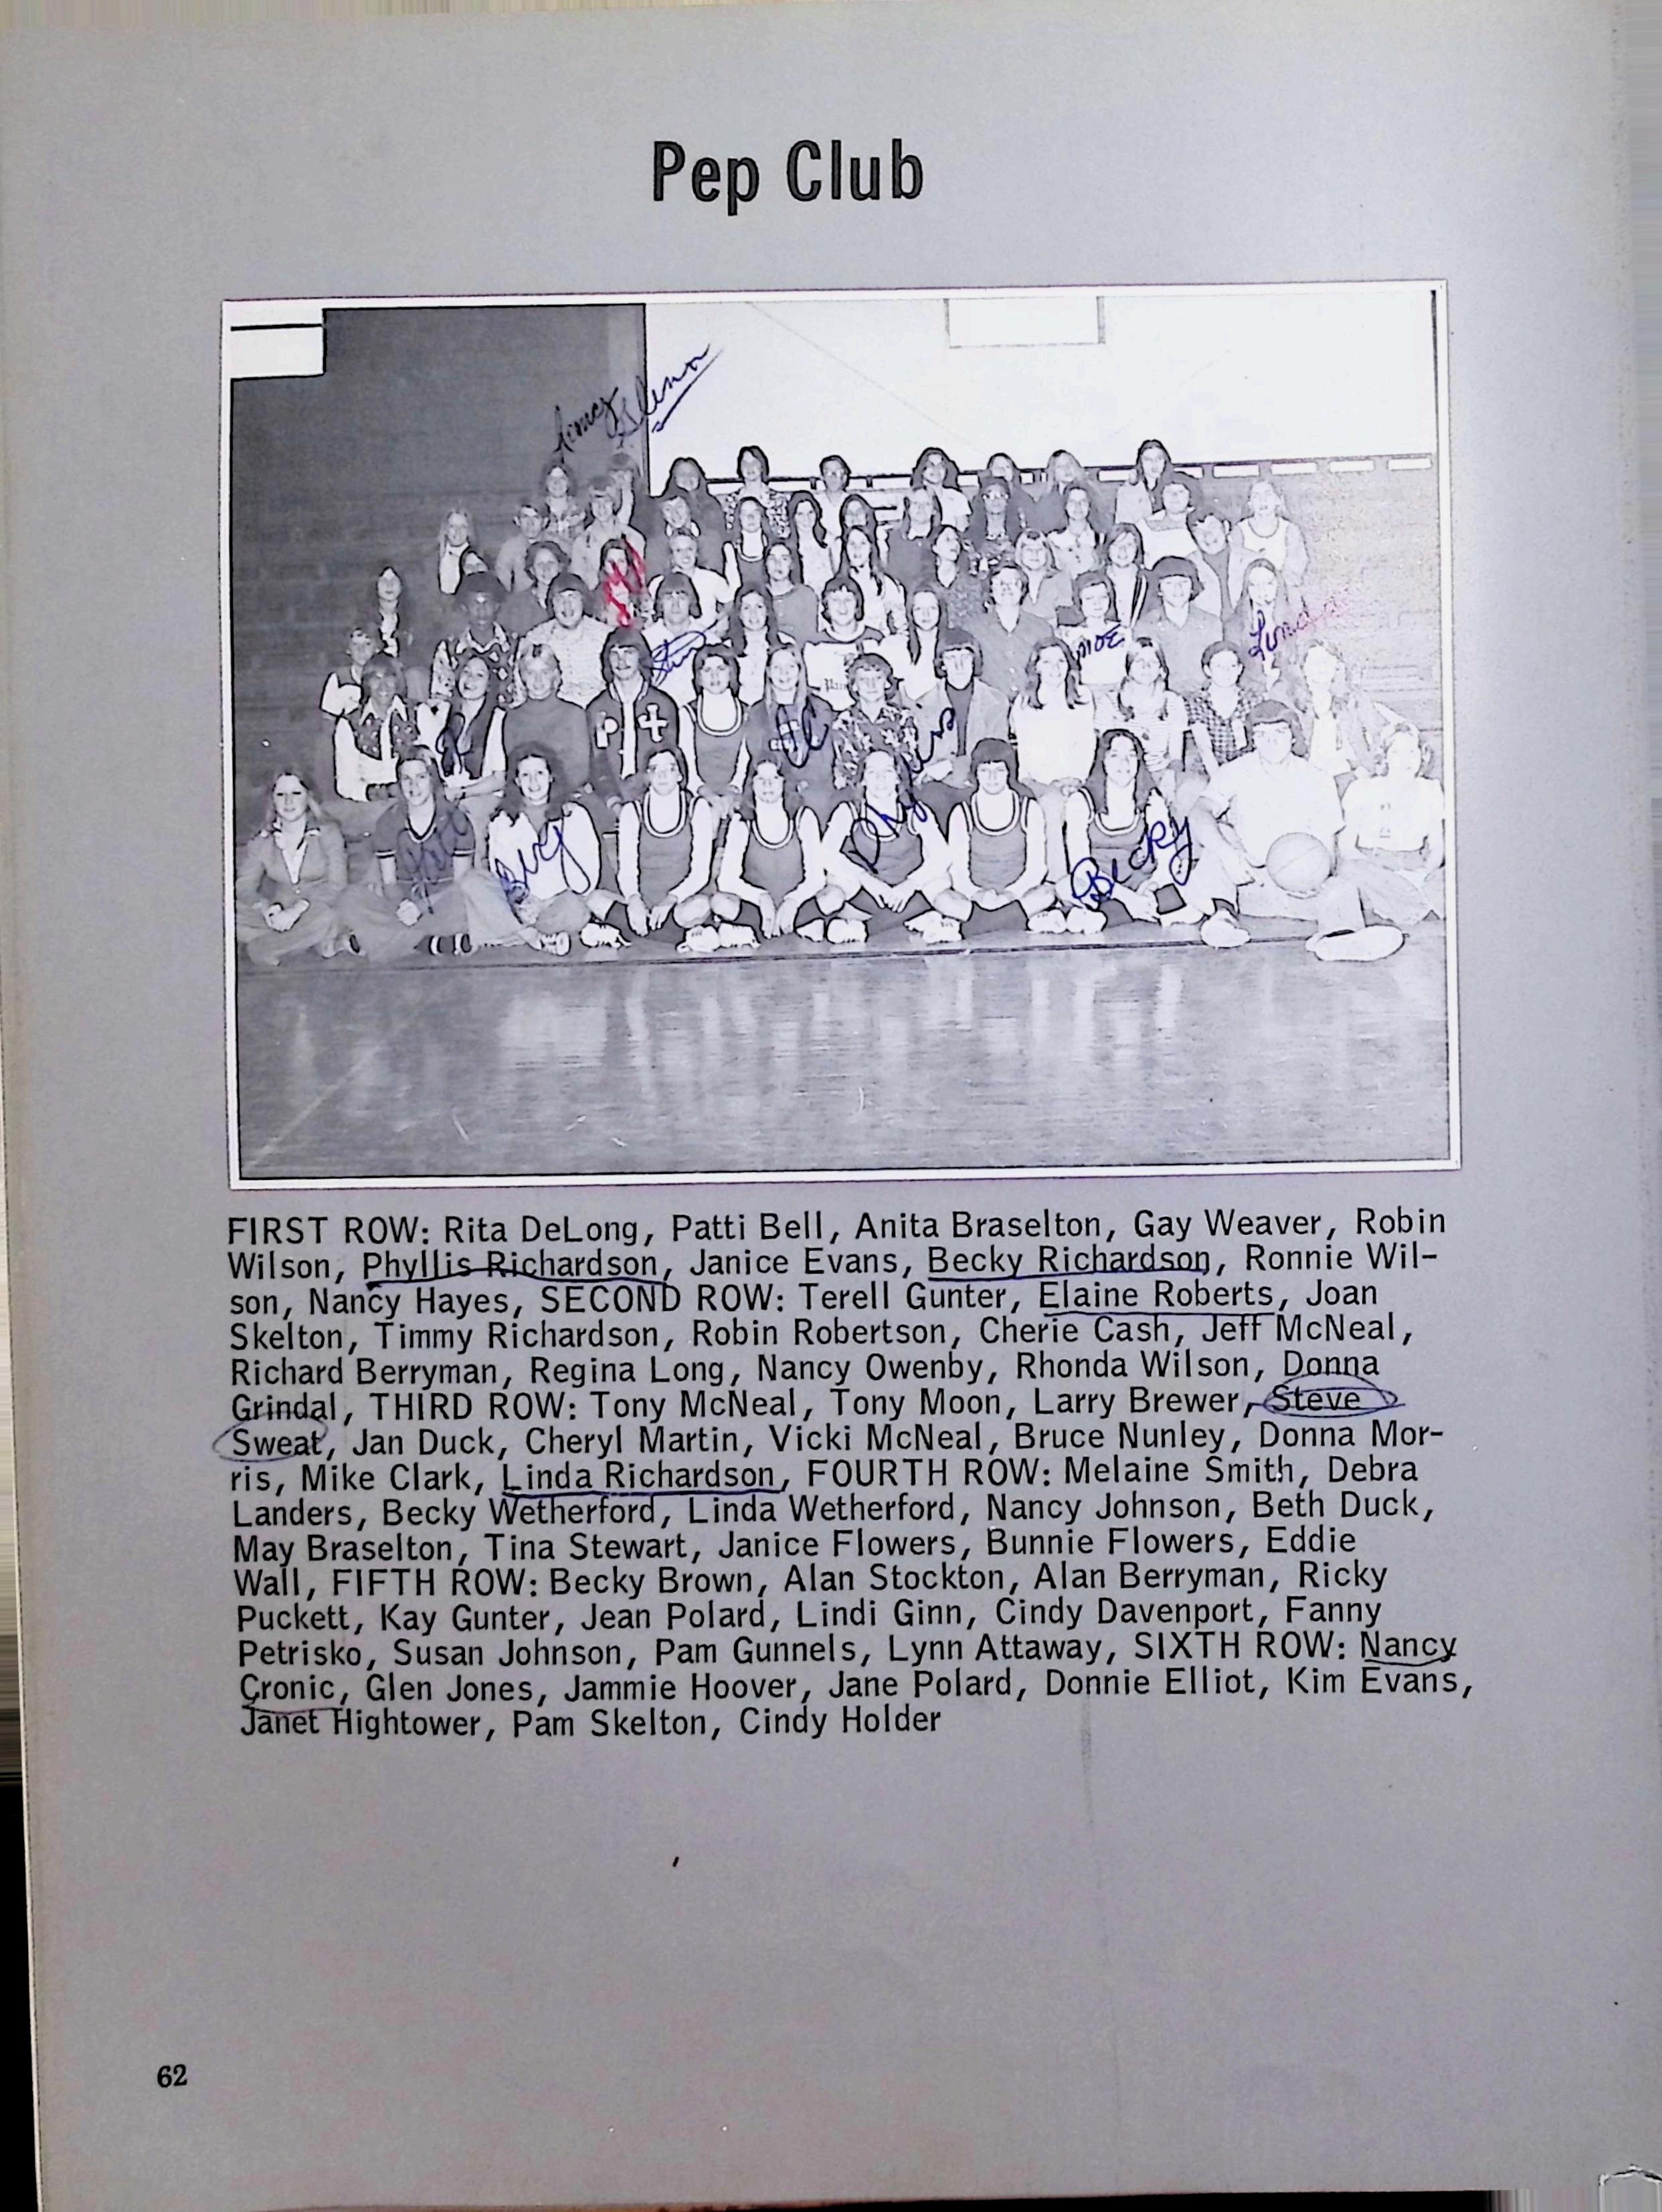 Pep Club
Glenn
Steve
MOE
Linda
CC
Phyllis
Becky
FIRST ROW: Rita DeLong, Patti Bell, Anita Braselton, Gay Weaver, Robin
Wilson, Phyllis Richardson, Janice Evans, Becky Richardson, Ronnie Wil-
son, Nancy Hayes, SECOND ROW: Terell Gunter, Elaine Roberts, Joan
Skelton, Timmy Richardson, Robin Robertson, Cherie Cash, Jeff McNeal,
Richard Berryman, Regina Long, Nancy Owenby, Rhonda Wilson, Donna
Grindal, THIRD ROW: Tony McNeal, Tony Moon, Larry Brewer, Steve
Sweat, Jan Duck, Cheryl Martin, Vicki McNeal, Bruce Nunley, Donna Mor-
ris, Mike Clark, Linda Richardson, FOURTH ROW: Melaine Smith, Debra
Landers, Becky Wetherford, Linda Wetherford, Nancy Johnson, Beth Duck,
May Braselton, Tina Stewart, Janice Flowers, Bunnie Flowers, Eddie
Wall, FIFTH ROW: Becky Brown, Alan Stockton, Alan Berryman, Ricky
Puckett, Kay Gunter, Jean Polard, Lindi Ginn, Cindy Davenport, Fanny
Petrisko, Susan Johnson, Pam Gunnels, Lynn Attaway, SIXTH ROW: Nancy
Cronic, Glen Jones, Jammie Hoover, Jane Polard, Donnie Elliot, Kim Evans,
Janet Hightower, Pam Skelton, Cindy Holder
62